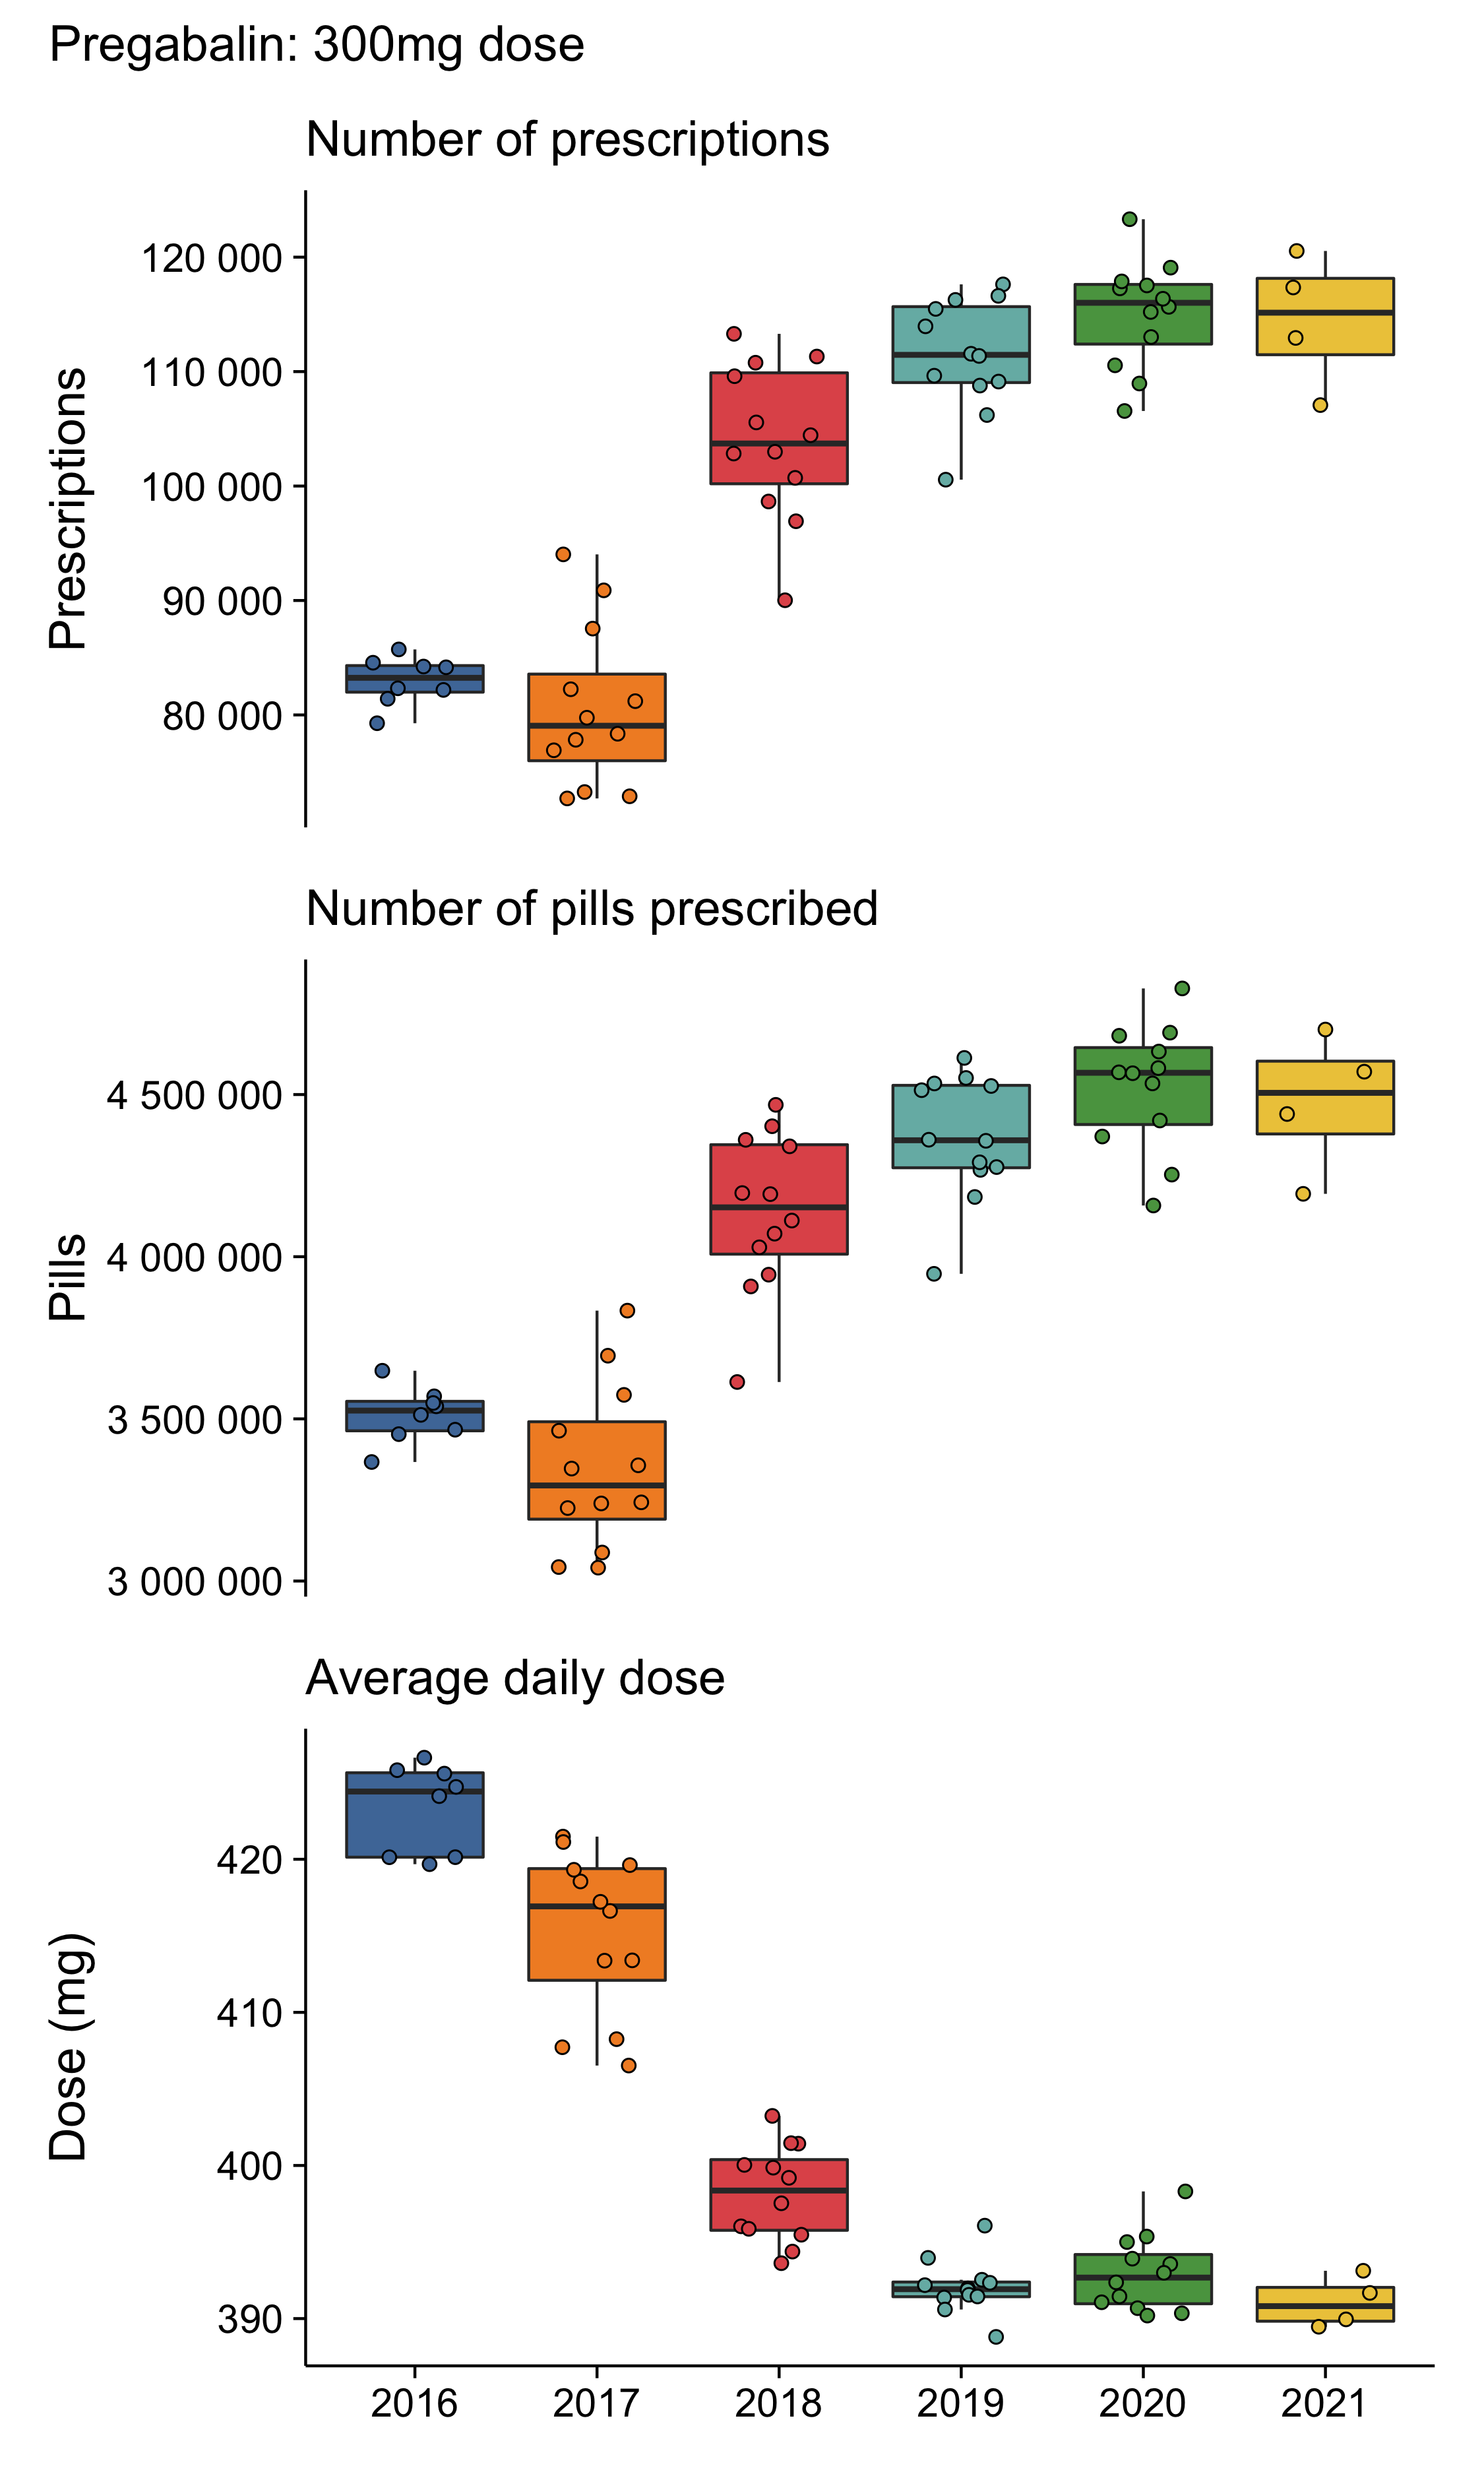 Pregabalin: 300mg dose
Number of prescriptions
Prescriptions
120 000
110 000
100 000
90 000
80 000
Number of pills prescribed
Pills
4 500 000
4 000 000
3 500 000
3 000 000
Average daily dose
Dose (mg)
420
410
400
390
2016 2017 2018 2019 2020 2021